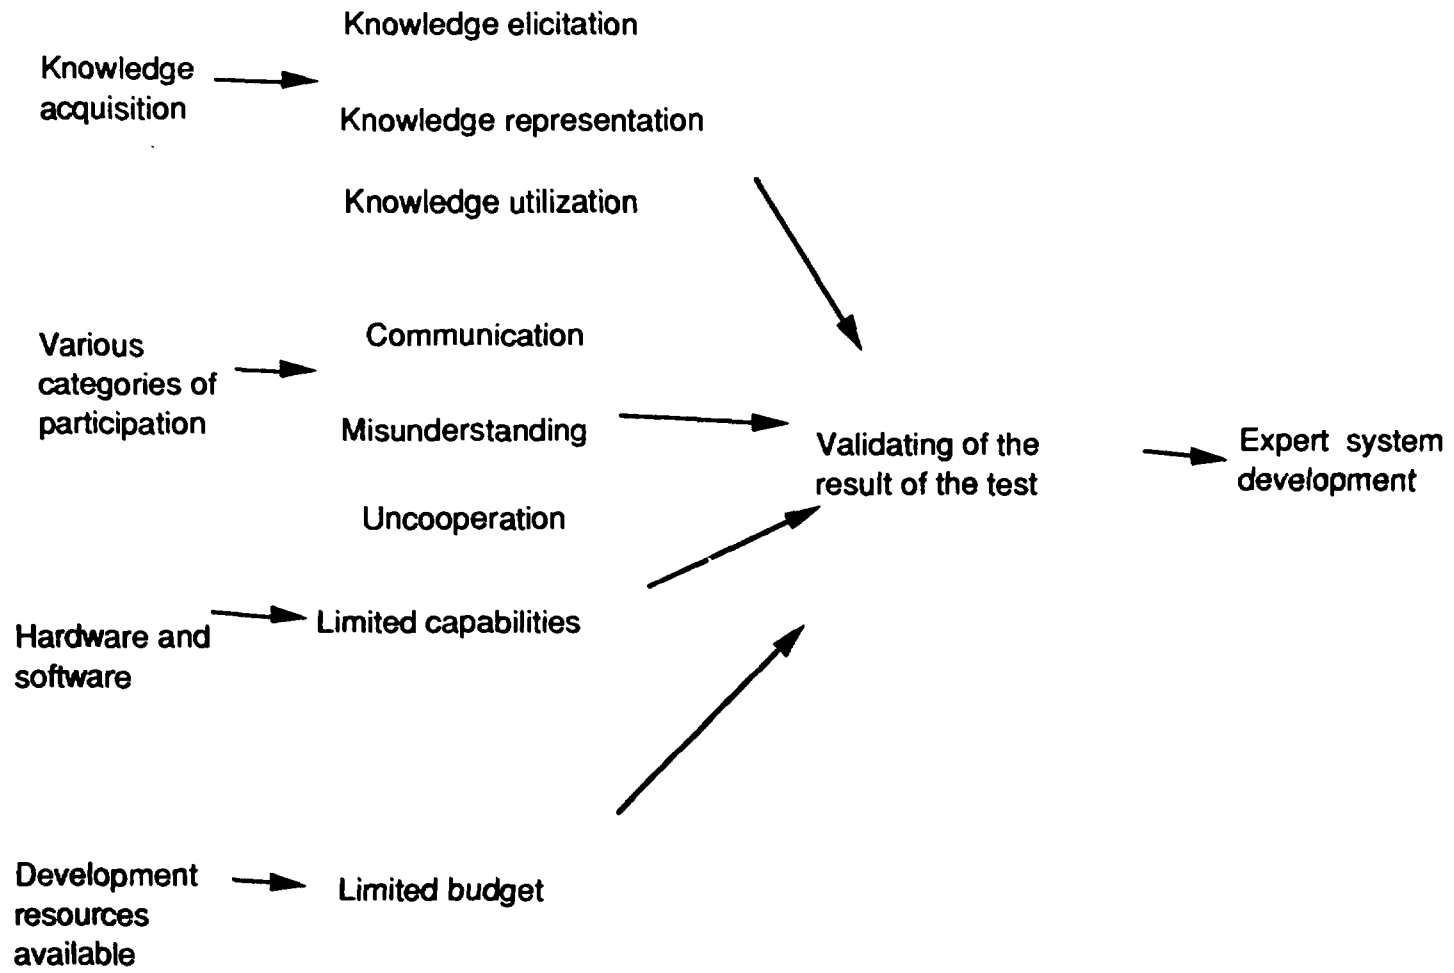 Knowledge elicitation
Knowledge
acquisition
Knowledge representation
Knowledge utilization
Various
categories of
participation
Communication
Misunderstanding
Uncooperation
Validating of the
result of the test
Expert system
development
Hardware and
software
Limited capabilities
Development
resources
available
Limited budget